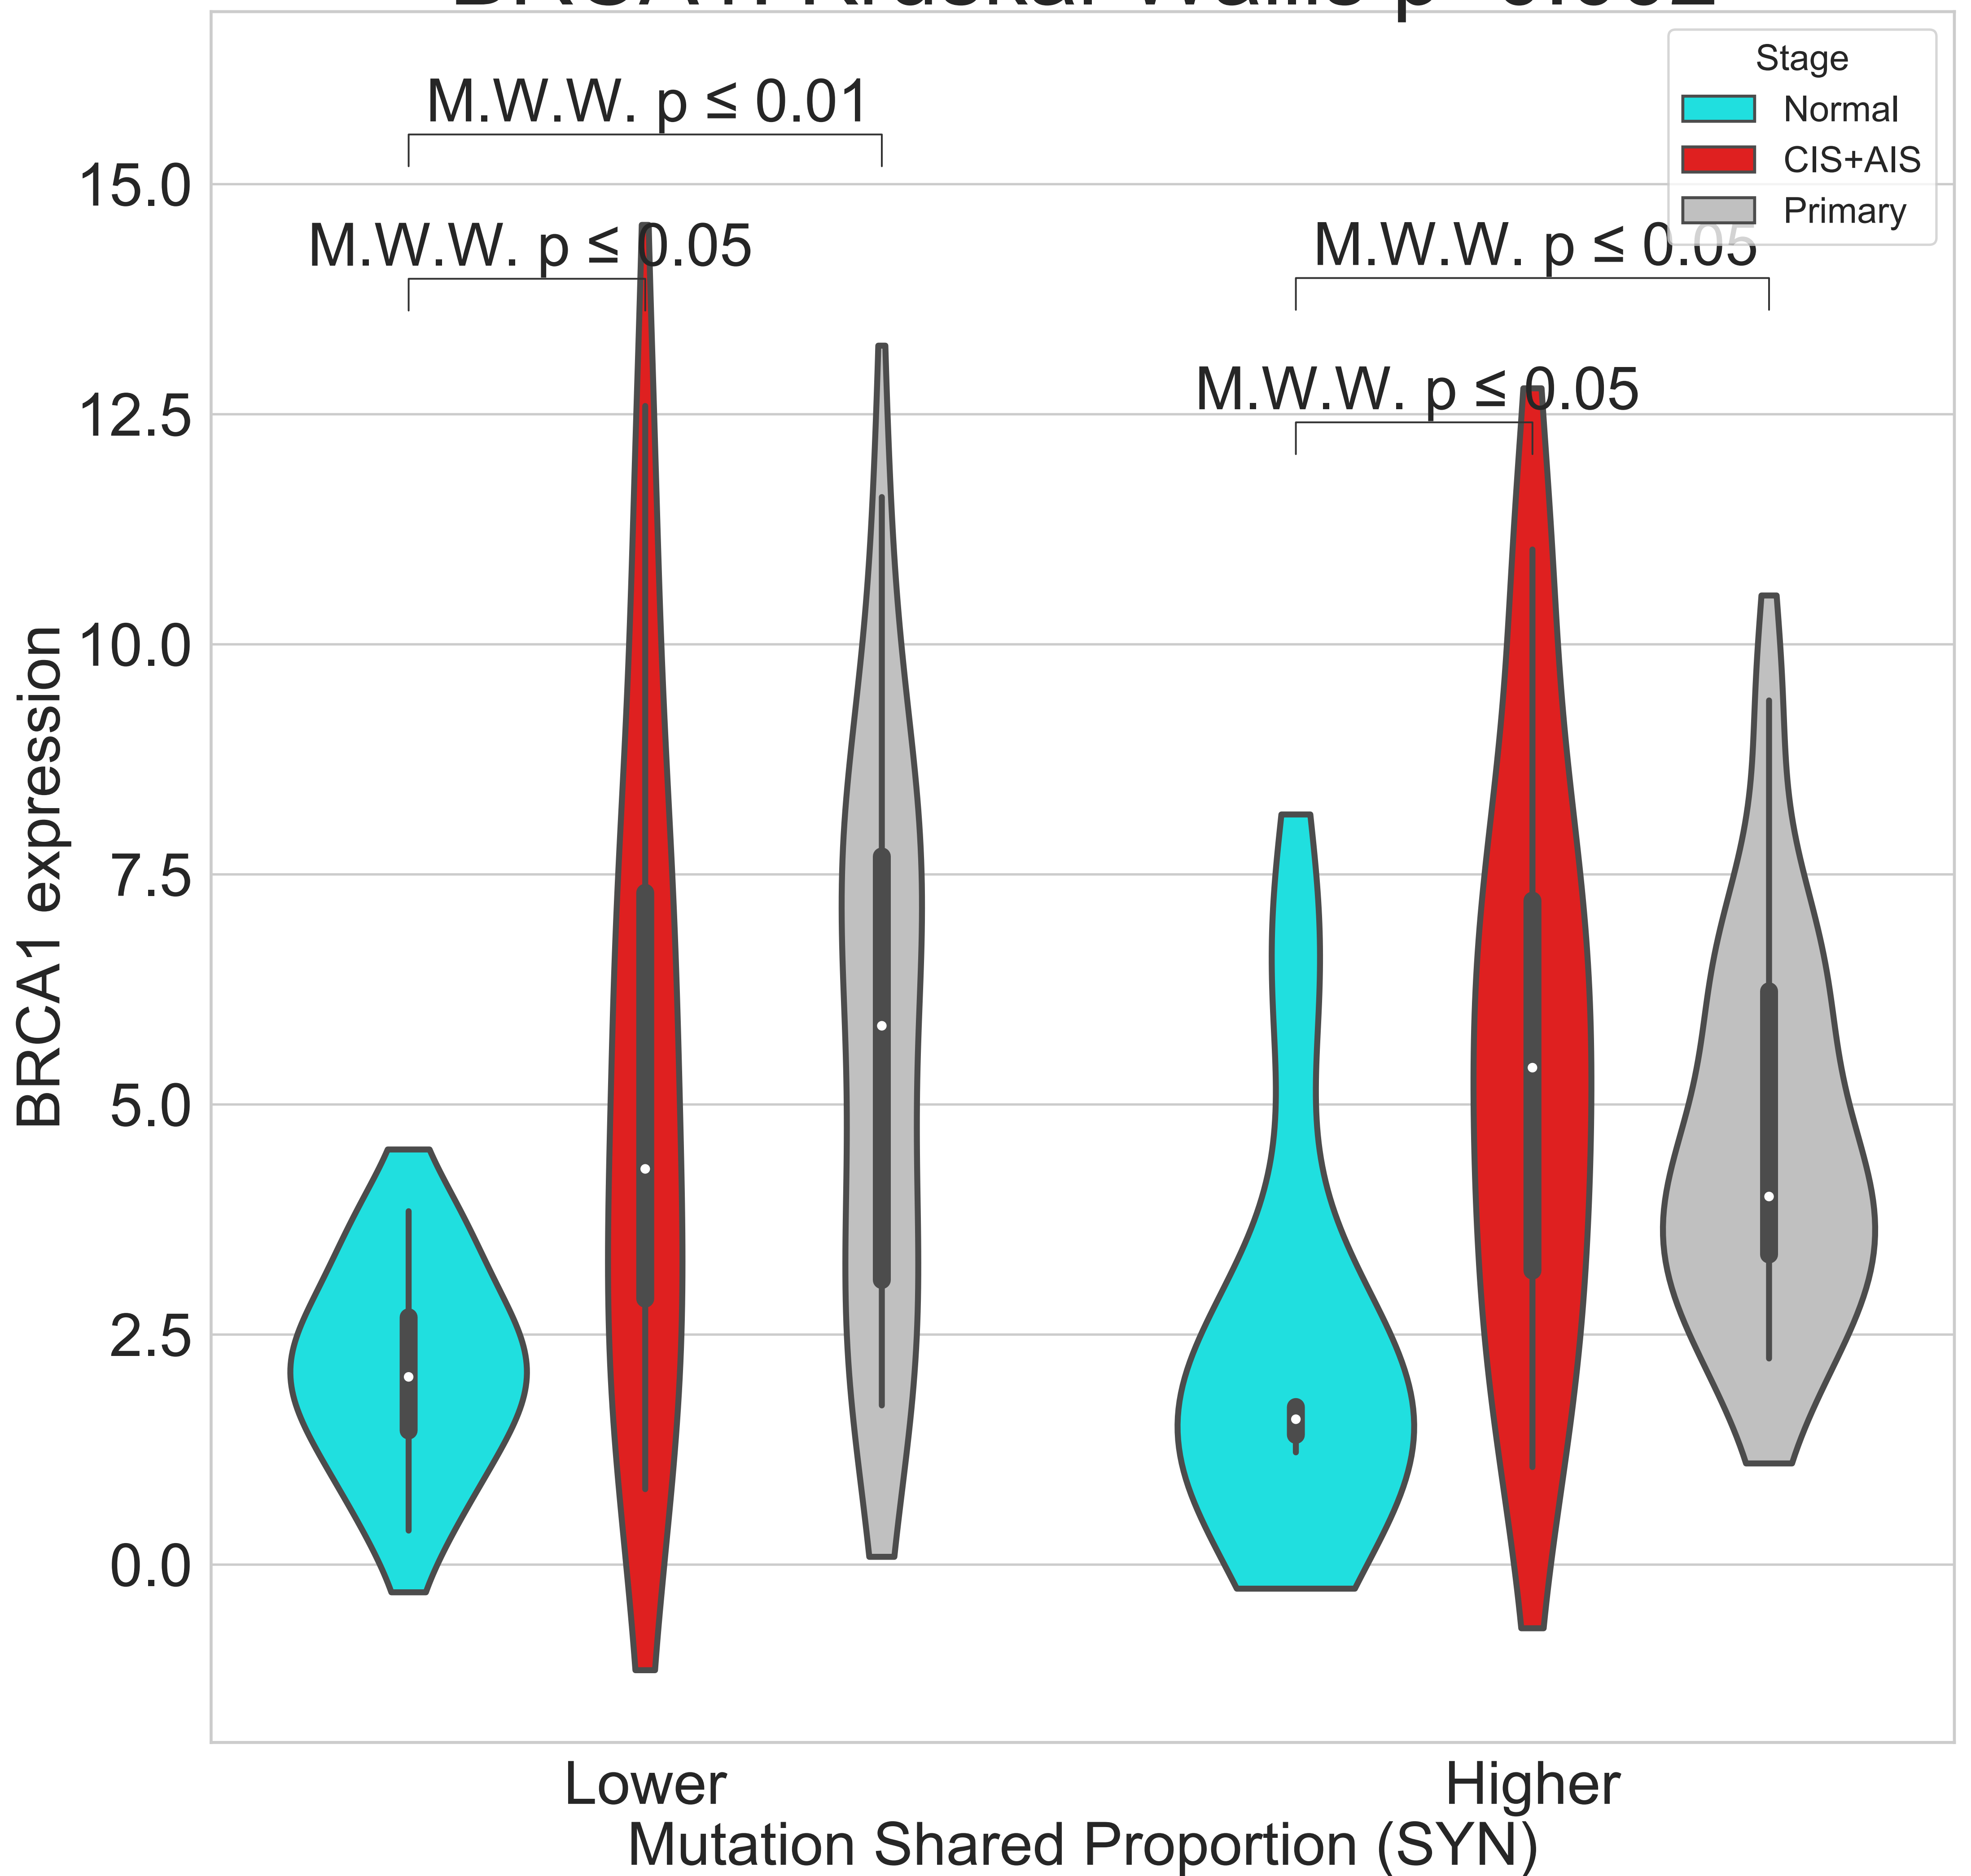 Stage
Normal
CIS+AIS
Primary
M.W.W. p ≤ 0.01
M.W.W. p ≤ 0.05
M.W.W. p ≤ 0.05
M.W.W. p ≤ 0.05
15.0
12.5
10.0
7.5
5.0
2.5
0.0
BRCA1 expression
Lower
Higher
Mutation Shared Proportion (SYN)